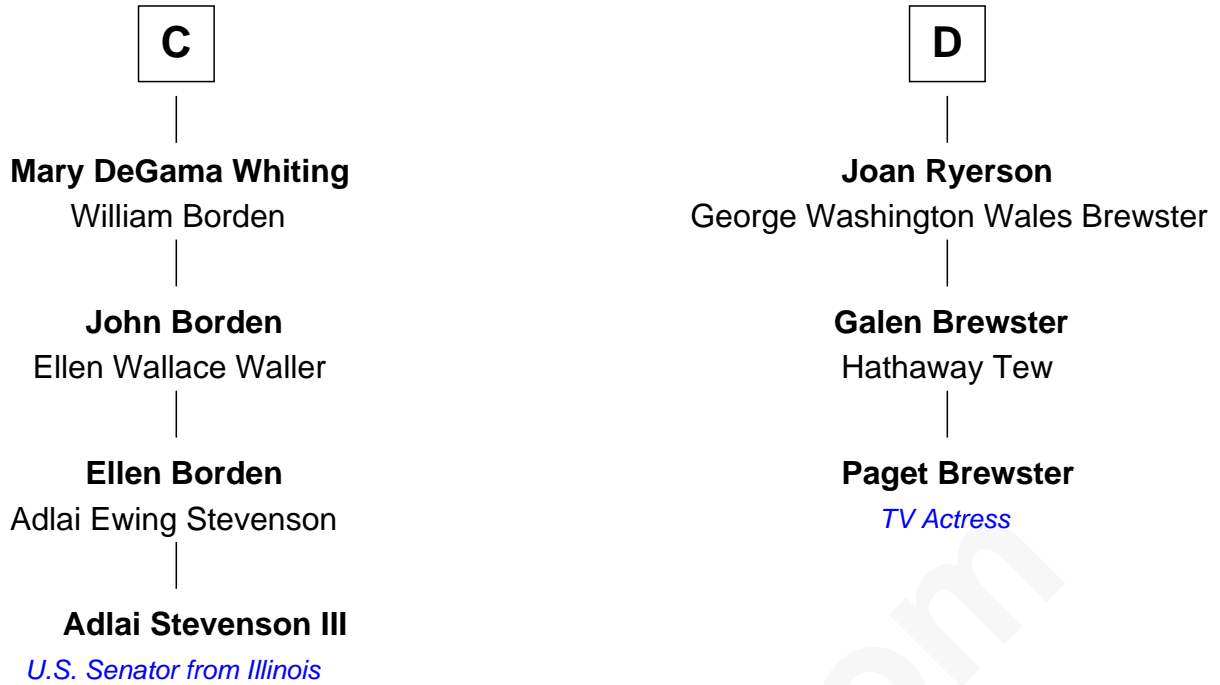 C
Mary DeGama Whiting
William Borden
John Borden
Ellen Wallace Waller
Ellen Borden
Adlai Ewing Stevenson
Adlai Stevenson III
U.S. Senator from Illinois
D
Joan Ryerson
George Washington Wales Brewster
Galen Brewster
Hathaway Tew
Paget Brewster
TV Actress
om